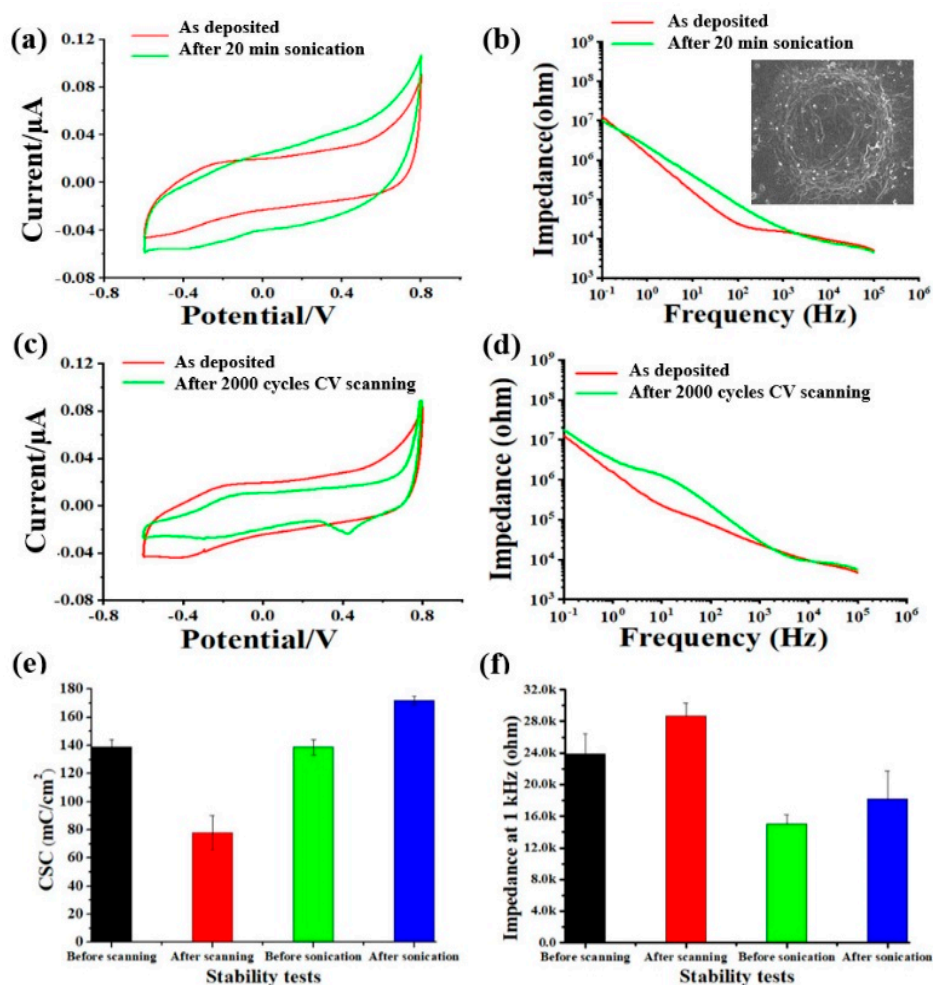 (a)
As deposited
After 20 min sonication
0.12
0.08
0.04
0.00
-0.04
-0.08
Current/μA
-0.8 -0.4 0.0 0.4 0.8
Potential/V
(b)
As deposited
After 20 min sonication
10⁹
10⁸
10⁷
10⁶
10⁵
10⁴
10³
Impedance(ohm)
10⁻¹ 10⁰ 10¹ 10² 10³ 10⁴ 10⁵ 10⁶
Frequency (Hz)
(c)
As deposited
After 2000 cycles CV scanning
0.12
0.08
0.04
0.00
-0.04
-0.08
Current/μA
-0.8 -0.4 0.0 0.4 0.8
Potential/V
(d)
As deposited
After 2000 cycles CV scanning
10⁹
10⁸
10⁷
10⁶
10⁵
10⁴
10³
Impedance (ohm)
10⁻¹ 10⁰ 10¹ 10² 10³ 10⁴ 10⁵ 10⁶
Frequency (Hz)
(e)
180
160
140
120
100
80
60
40
20
0
CSC (mC/cm²)
Before scanning After scanning Before sonication After sonication
Stability tests
(f)
32.0k
28.0k
24.0k
20.0k
16.0k
12.0k
8.0k
4.0k
0.0
Impedance at 1 kHz (ohm)
Before scanning After scanning Before sonication After sonication
Stability tests